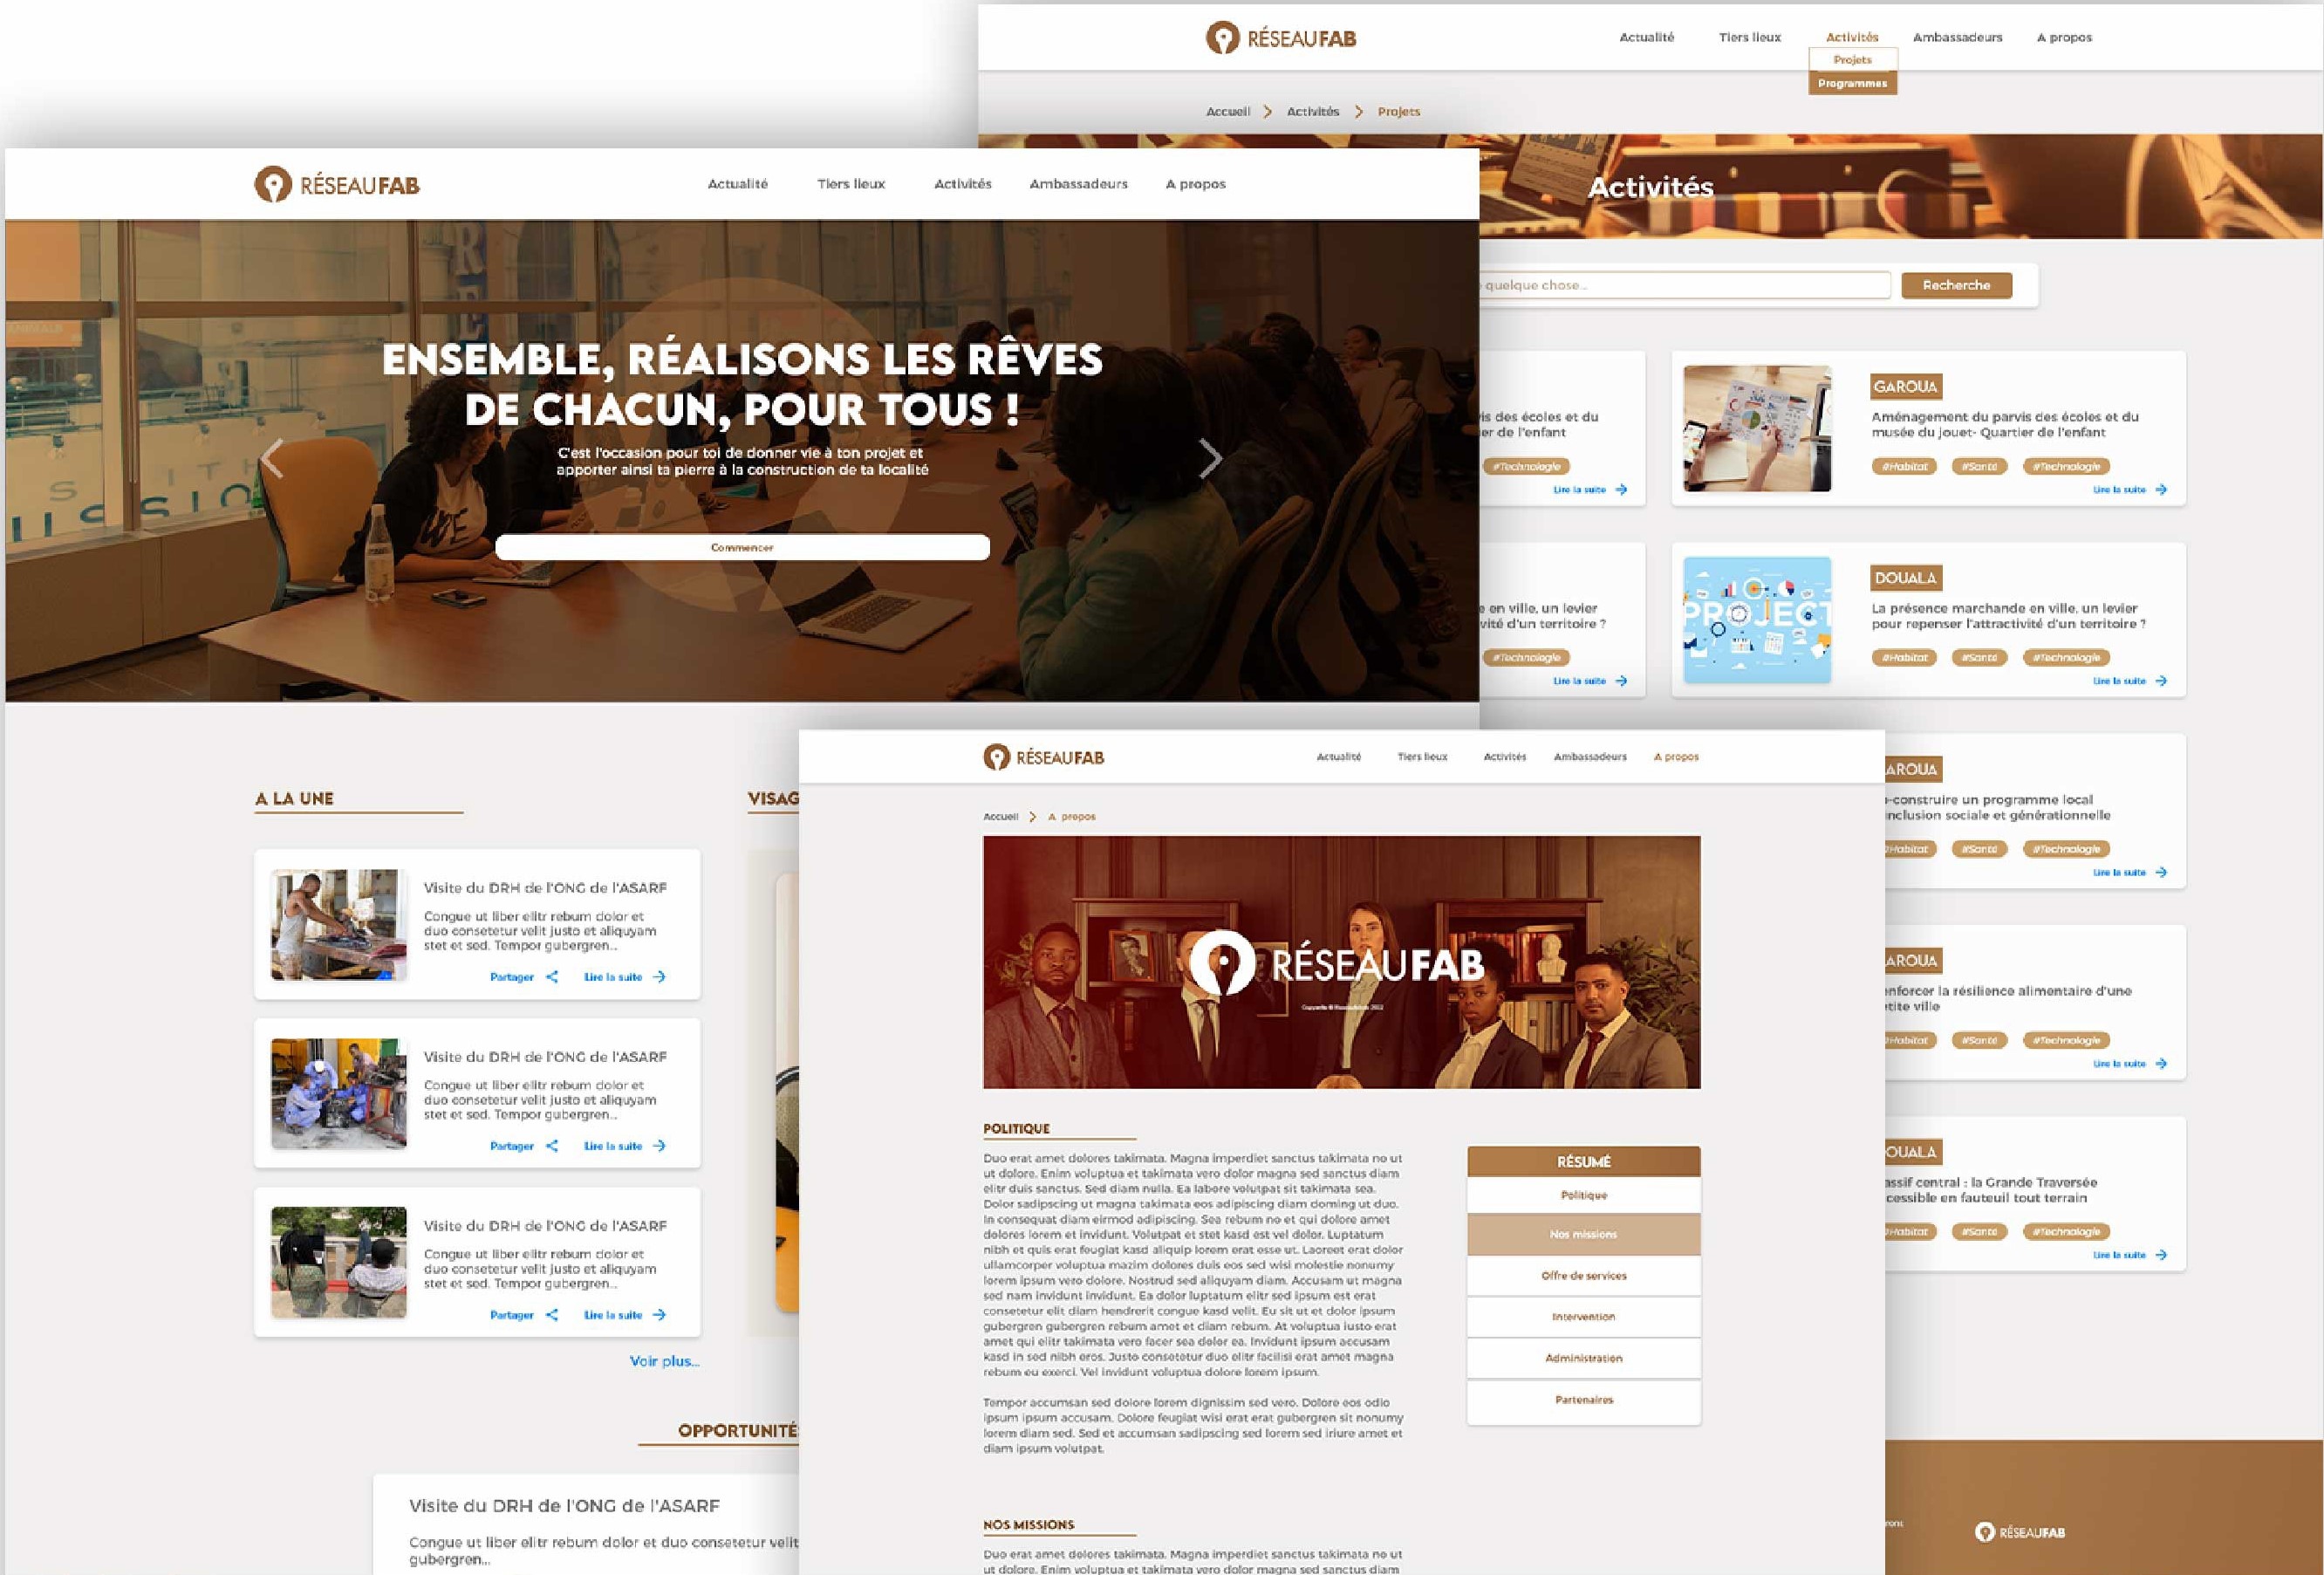 RÉSEAUFAB
Actualité Tiers lieux Activités Ambassadeurs A propos
Projets
Programmes
Accueil Activités Projets
Activités
quelque chose...
Recherche
is des écoles et du
er de l'enfant
#Technologie
Lire la suite
GAROUA
Aménagement du parvis des écoles et du
musée du jouet- Quartier de l'enfant
#Habitat #Santé #Technologie
Lire la suite
e en ville, un levier
vité d'un territoire ?
#Technologie
Lire la suite
PROJECT
DOUALA
La présence marchande en ville, un levier
pour repenser l'attractivité d'un territoire ?
#Habitat #Santé #Technologie
Lire la suite
AROUA
-construire un programme local
inclusion sociale et générationnelle
#Habitat #Santé #Technologie
Lire la suite
AROUA
enforcer la résilience alimentaire d'une
tite ville
#Habitat #Santé #Technologie
Lire la suite
OUALA
assif central : la Grande Traversée
cessible en fauteuil tout terrain
#Habitat #Santé #Technologie
Lire la suite
RÉSEAUFAB
RÉSEAUFAB
Actualité Tiers lieux Activités Ambassadeurs A propos
ENSEMBLE, RÉALISONS LES RÊVES
DE CHACUN, POUR TOUS !
C'est l'occasion pour toi de donner vie à ton projet et
apporter ainsi ta pierre à la construction de ta localité
Commencer
A LA UNE
VISAG
Visite du DRH de l'ONG de l'ASARF
Congue ut liber elitr rebum dolor et
duo consetetur velit justo et aliquyam
stet et sed. Tempor gubergren...
Partager Lire la suite
Visite du DRH de l'ONG de l'ASARF
Congue ut liber elitr rebum dolor et
duo consetetur velit justo et aliquyam
stet et sed. Tempor gubergren...
Partager Lire la suite
Visite du DRH de l'ONG de l'ASARF
Congue ut liber elitr rebum dolor et
duo consetetur velit justo et aliquyam
stet et sed. Tempor gubergren...
Partager Lire la suite
Voir plus...
OPPORTUNITÉ
Visite du DRH de l'ONG de l'ASARF
Congue ut liber elitr rebum dolor et duo consetetur velit
gubergren...
RÉSEAUFAB
Actualité Tiers lieux Activités Ambassadeurs A propos
Accueil A propos
RÉSEAUFAB
POLITIQUE
Duo erat amet dolores takimata. Magna imperdiet sanctus takimata no ut
ut dolore. Enim voluptua et takimata vero dolor magna sed sanctus diam
elitr duis sanctus. Sed diam nulla. Ea labore volutpat sit takimata sea.
Dolor sadipscing ut magna takimata eos adipiscing diam doming ut duo.
In consequat diam eirmod adipiscing. Sea rebum no et qui dolore amet
dolores lorem et invidunt. Volutpat et stet kasd est vel dolor. Luptatum
nibh et quis erat feugiat kasd aliquip lorem erat esse ut. Laoreet erat dolor
ullamcorper voluptua mazim dolores duis eos sed wisi molestie nonumy
lorem ipsum vero dolore. Nostrud sed aliquyam diam. Accusam ut magna
sed nam invidunt invidunt. Ea dolor luptatum elitr sed ipsum est erat
consetetur elit diam hendrerit congue kasd velit. Eu sit ut et dolor ipsum
gubergren gubergren rebum amet et diam rebum. At voluptua iusto erat
amet qui elitr takimata vero facer sea dolor ea. Invidunt ipsum accusam
kasd in sed nibh eros. Justo consetetur duo elitr facilisi erat amet magna
rebum eu exerci. Vel invidunt voluptua dolore lorem ipsum.
Tempor accumsan sed dolore lorem dignissim sed vero. Dolore eos odio
ipsum ipsum accusam. Dolore feugiat wisi erat erat gubergren sit nonumy
lorem diam sed. Sed et accumsan sadipscing sed lorem sed iriure amet et
diam ipsum volutpat.
RÉSUMÉ
Politique
Nos missions
Offre de services
Intervention
Administration
Partenaires
NOS MISSIONS
Duo erat amet dolores takimata. Magna imperdiet sanctus takimata no ut
ut dolore. Enim voluptua et takimata vero dolor magna sed sanctus diam